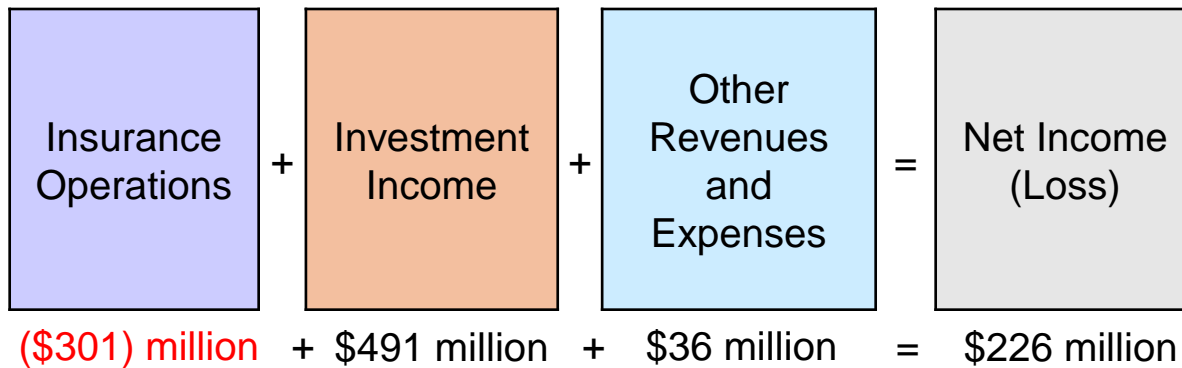 Insurance
Operations
+
Investment
Income
+
Other
Revenues
and
Expenses
=
Net Income
(Loss)
($301) million + $491 million + $36 million = $226 million